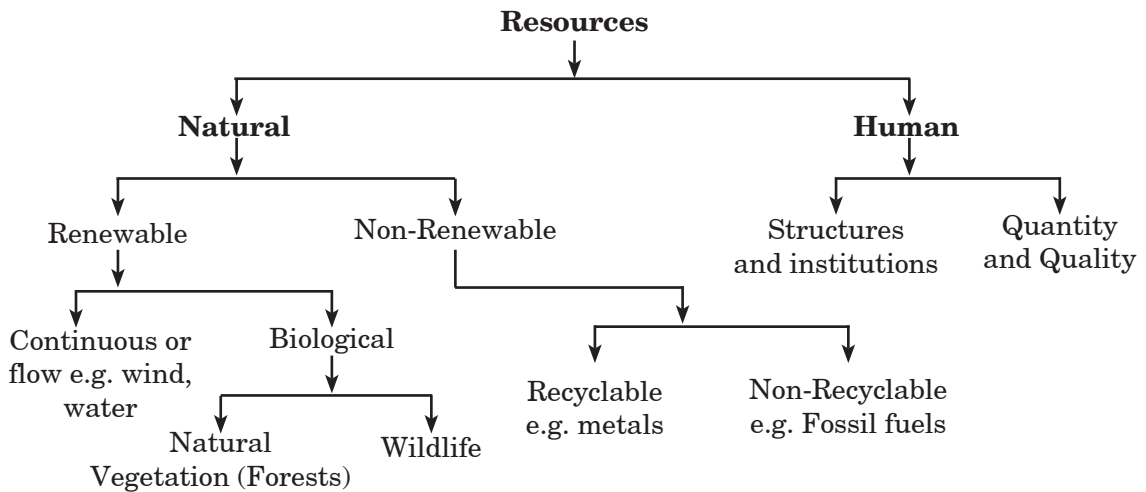 Resources
Natural
Human
Renewable
Non-Renewable
Structures
and institutions
Quantity
and Quality
Continuous or
flow e.g. wind,
water
Biological
Recyclable
e.g. metals
Non-Recyclable
e.g. Fossil fuels
Natural
Vegetation (Forests)
Wildlife